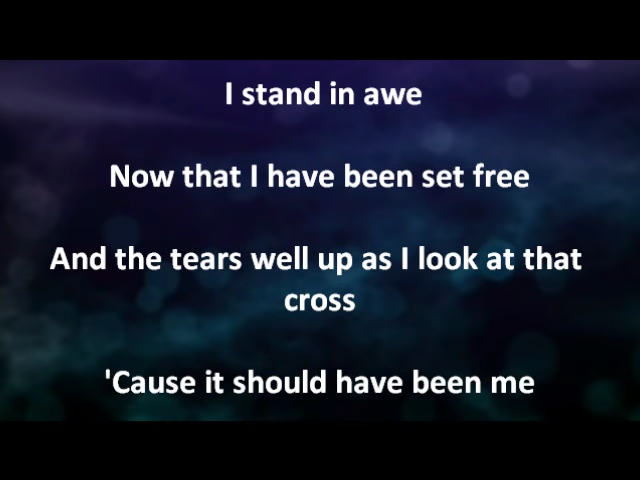 I stand in awe
Now that I have been set free
And the tears well up as I look at that
cross
'Cause it should have been me